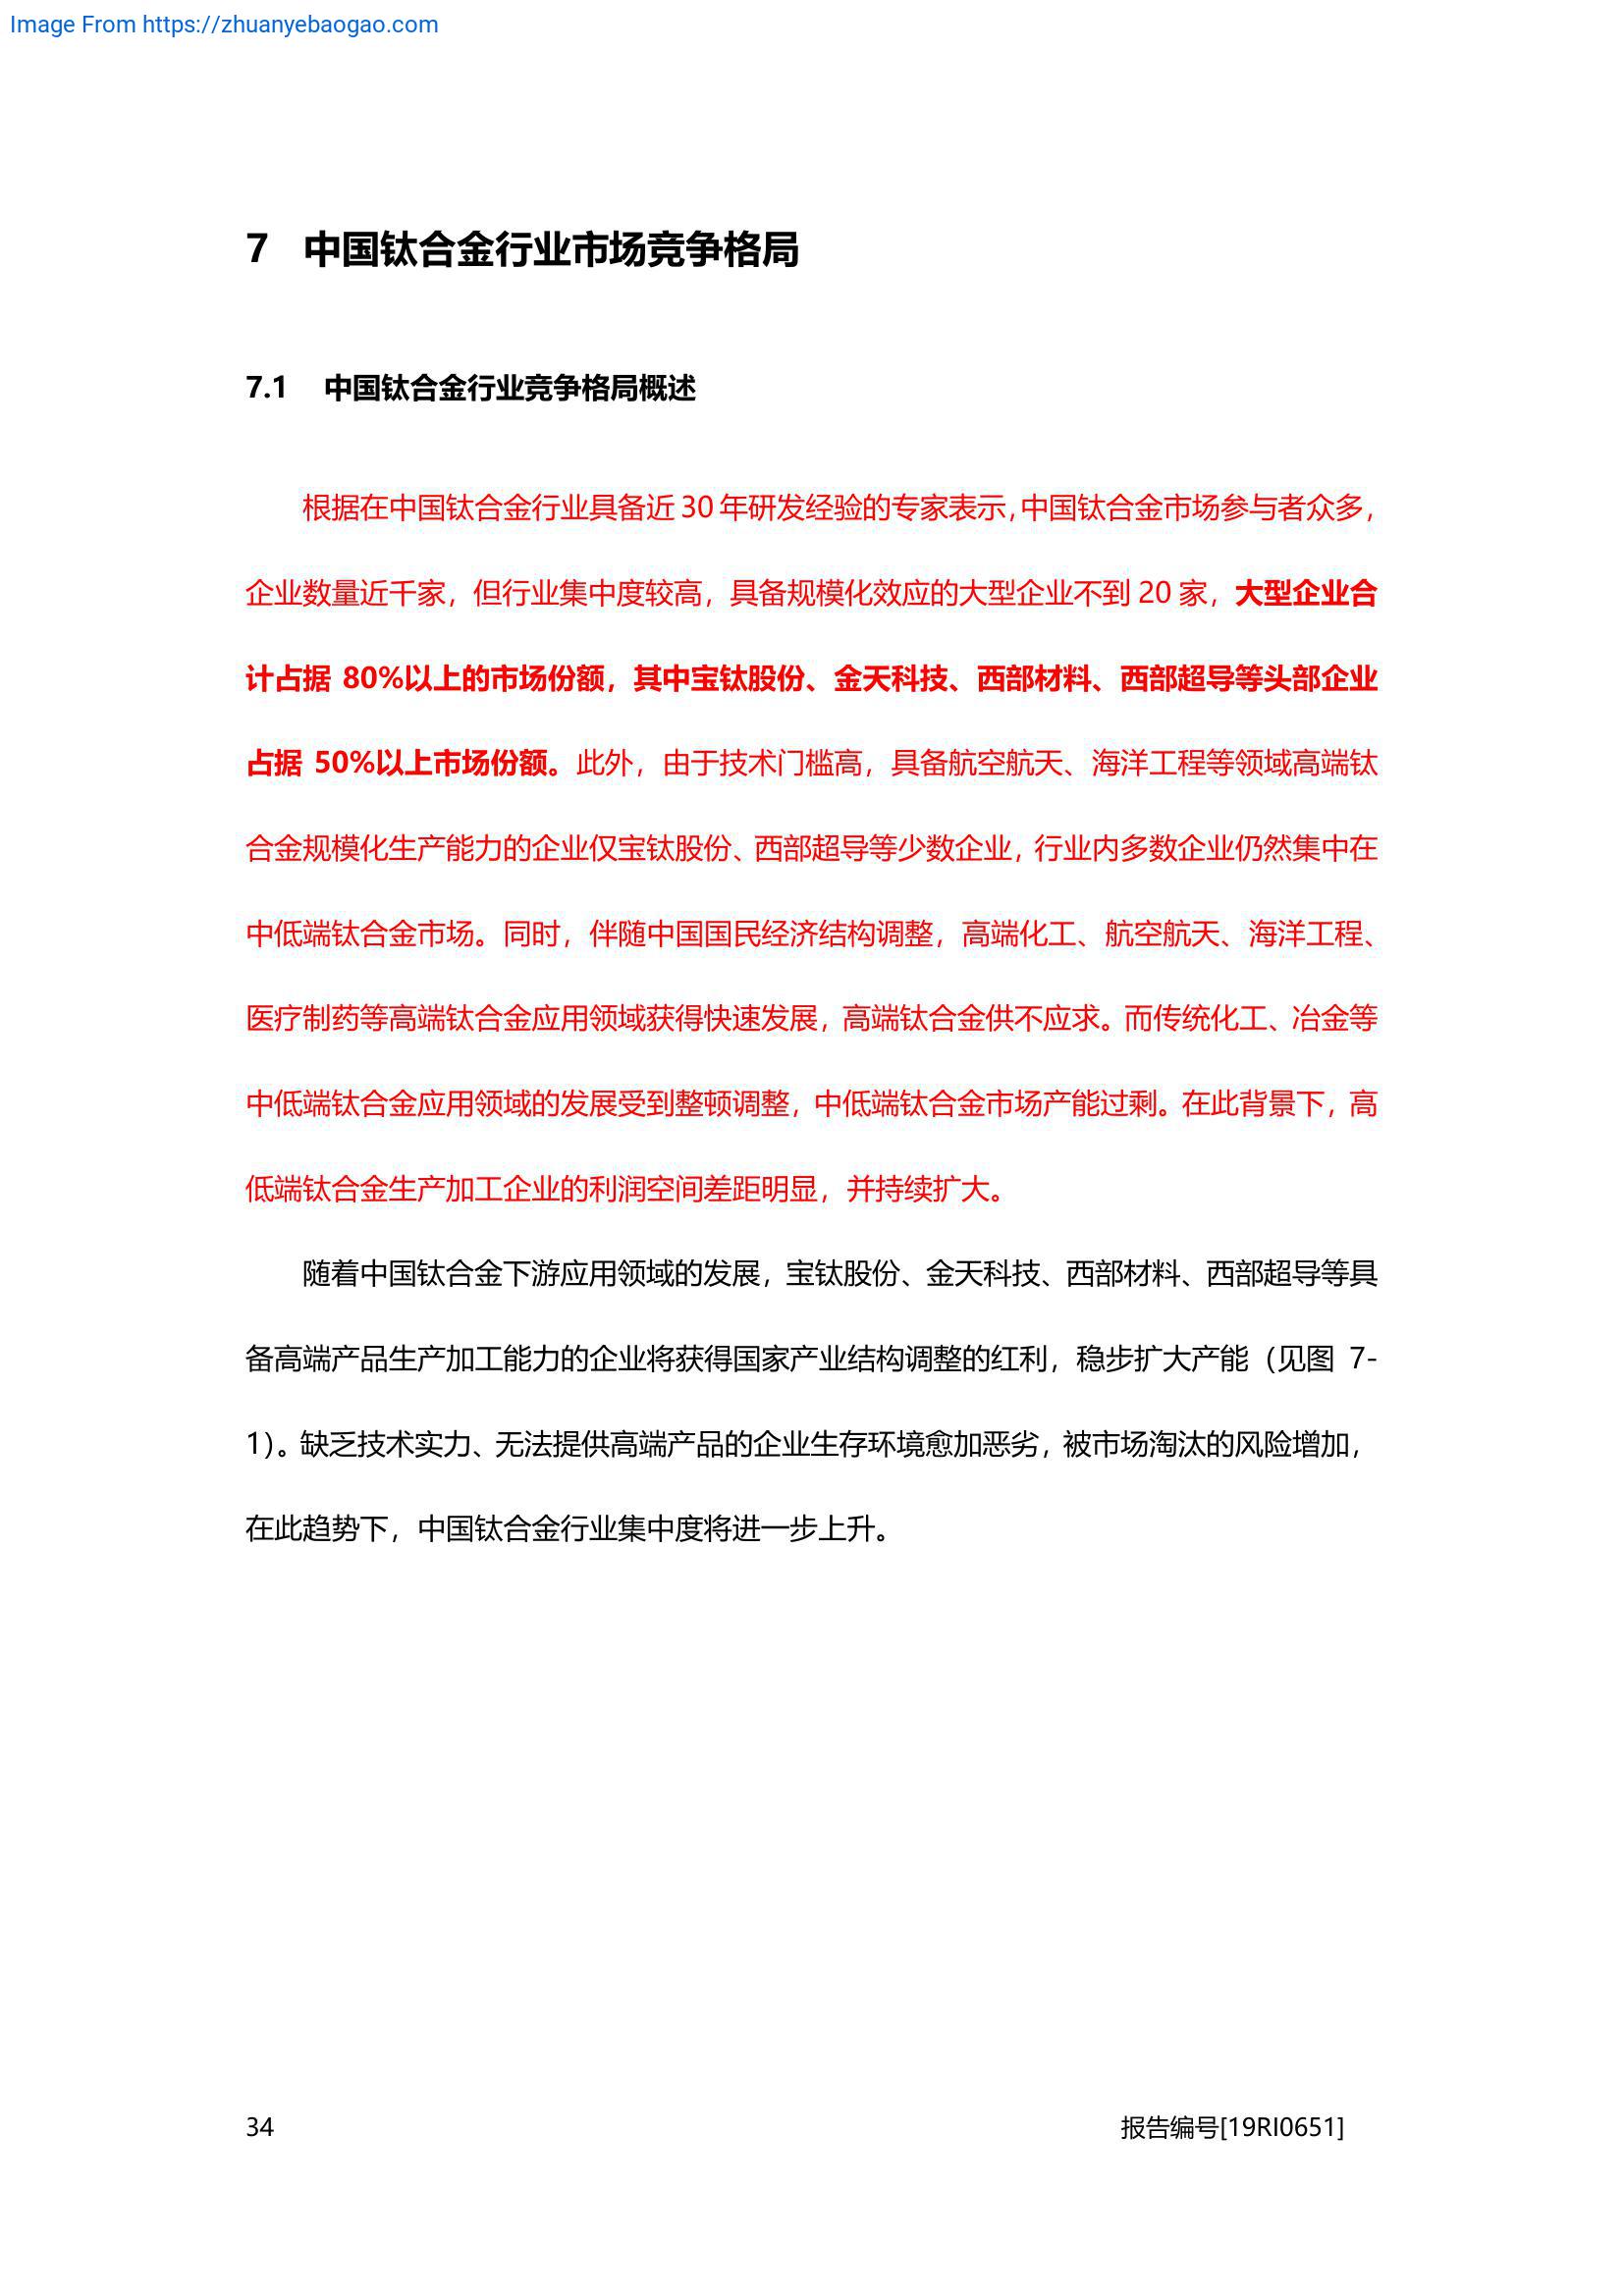 Image From https://zhuanyebaogao.com
7 中国钛合金行业市场竞争格局
7.1 中国钛合金行业竞争格局概述
根据在中国钛合金行业具备近 30 年研发经验的专家表示，中国钛合金市场参与者众多，
企业数量近千家，但行业集中度较高，具备规模化效应的大型企业不到 20 家，大型企业合
计占据 80%以上的市场份额，其中宝钛股份、金天科技、西部材料、西部超导等头部企业
占据 50%以上市场份额。此外，由于技术门槛高，具备航空航天、海洋工程等领域高端钛
合金规模化生产能力的企业仅宝钛股份、西部超导等少数企业，行业内多数企业仍然集中在
中低端钛合金市场。同时，伴随中国国民经济结构调整，高端化工、航空航天、海洋工程、
医疗制药等高端钛合金应用领域获得快速发展，高端钛合金供不应求。而传统化工、冶金等
中低端钛合金应用领域的发展受到整顿调整，中低端钛合金市场产能过剩。在此背景下，高
低端钛合金生产加工企业的利润空间差距明显，并持续扩大。
随着中国钛合金下游应用领域的发展，宝钛股份、金天科技、西部材料、西部超导等具
备高端产品生产加工能力的企业将获得国家产业结构调整的红利，稳步扩大产能（见图 7-
1）。缺乏技术实力、无法提供高端产品的企业生存环境愈加恶劣，被市场淘汰的风险增加，
在此趋势下，中国钛合金行业集中度将进一步上升。
34 报告编号[19RI0651]